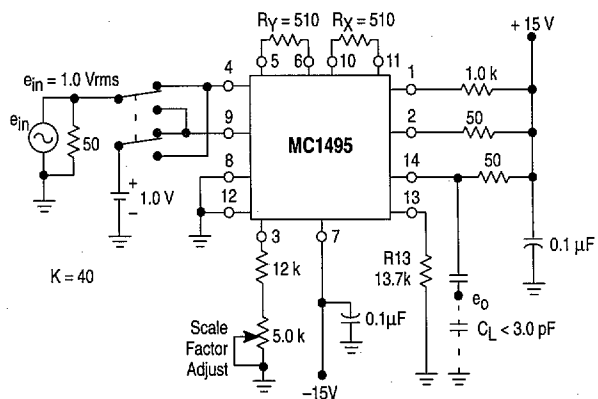 RY = 510
RX = 510
+ 15 V
ein = 1.0 Vrms
4
5
6
10
11
1
1.0 k
ein
50
9
MC1495
2
50
14
50
8
+
1.0 V
–
12
13
3
7
R13
13.7k
0.1 µF
K = 40
12 k
eo
Scale
Factor
Adjust
5.0 k
0.1µF
CL < 3.0 pF
–15V